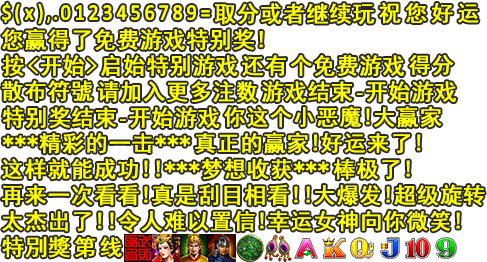 $(x),.0123456789=取分或者继续玩祝您好运
您赢得了免费游戏特别奖!
按<开始>启始特别游戏还有个免费游戏得分
散布符號请加入更多注数游戏结束-开始游戏
特别奖结束-开始游戏你这个小恶魔!大赢家
***精彩的一击***真正的赢家!好运来了!
这样就能成功!!***梦想收获***棒极了!
再来一次看看!真是刮目相看!!大爆发!超级旋转
太杰出了!!令人难以置信!幸运女神向你微笑!
特別獎第线 A K Q J 10 9